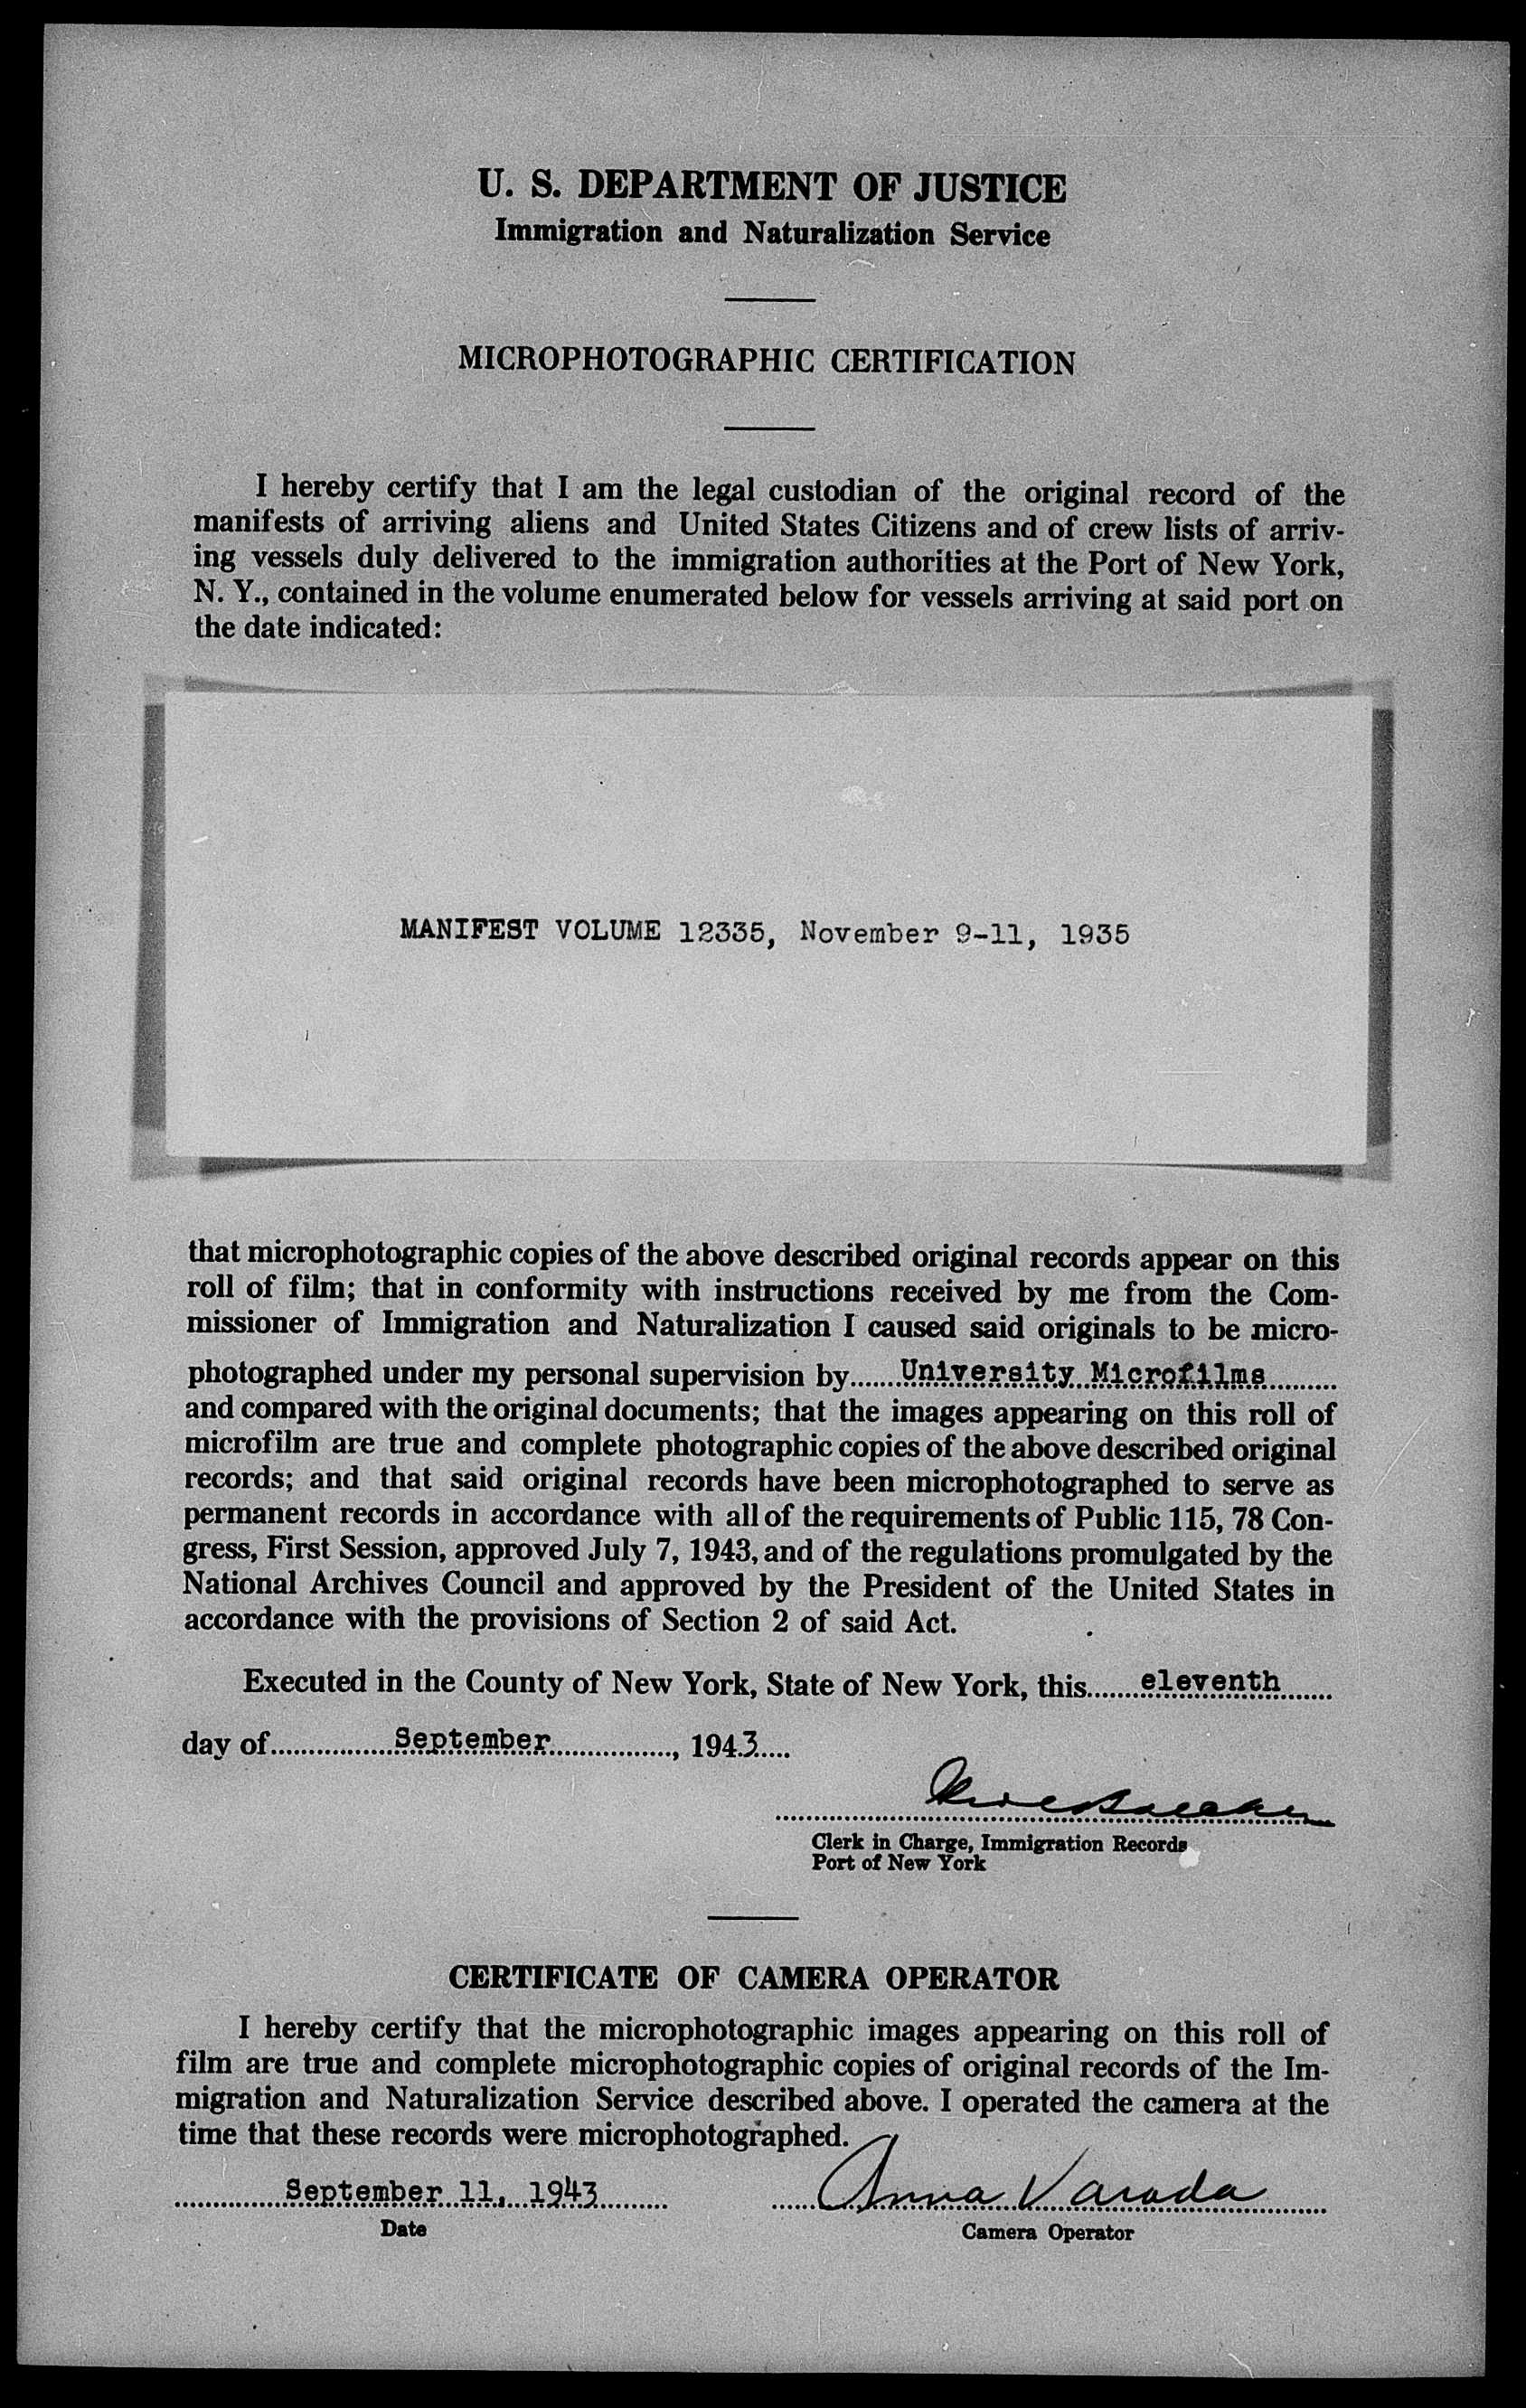 U. S. DEPARTMENT OF JUSTICE
Immigration and Naturalization Service
MICROPHOTOGRAPHIC CERTIFICATION
I hereby certify that I am the legal custodian of the original record of the
manifests of arriving aliens and United States Citizens and of crew lists of arriv-
ing vessels duly delivered to the immigration authorities at the Port of New York,
N. Y., contained in the volume enumerated below for vessels arriving at said port on
the date indicated:
MANIFEST VOLUME 12335, November 9-11, 1935
that microphotographic copies of the above described original records appear on this
roll of film; that in conformity with instructions received by me from the Com-
missioner of Immigration and Naturalization I caused said originals to be micro-
photographed under my personal supervision by......University Microfilms.........
and compared with the original documents; that the images appearing on this roll of
microfilm are true and complete photographic copies of the above described original
records; and that said original records have been microphotographed to serve as
permanent records in accordance with all of the requirements of Public 115, 78 Con-
gress, First Session, approved July 7, 1943, and of the regulations promulgated by the
National Archives Council and approved by the President of the United States in
accordance with the provisions of Section 2 of said Act.
Executed in the County of New York, State of New York, this.......eleventh.......
day of................September................, 1943.....
Clerk in Charge, Immigration Records
Port of New York
CERTIFICATE OF CAMERA OPERATOR
I hereby certify that the microphotographic images appearing on this roll of
film are true and complete microphotographic copies of original records of the Im-
migration and Naturalization Service described above. I operated the camera at the
time that these records were microphotographed.
September 11, 1943 Anna Varada
Date Camera Operator